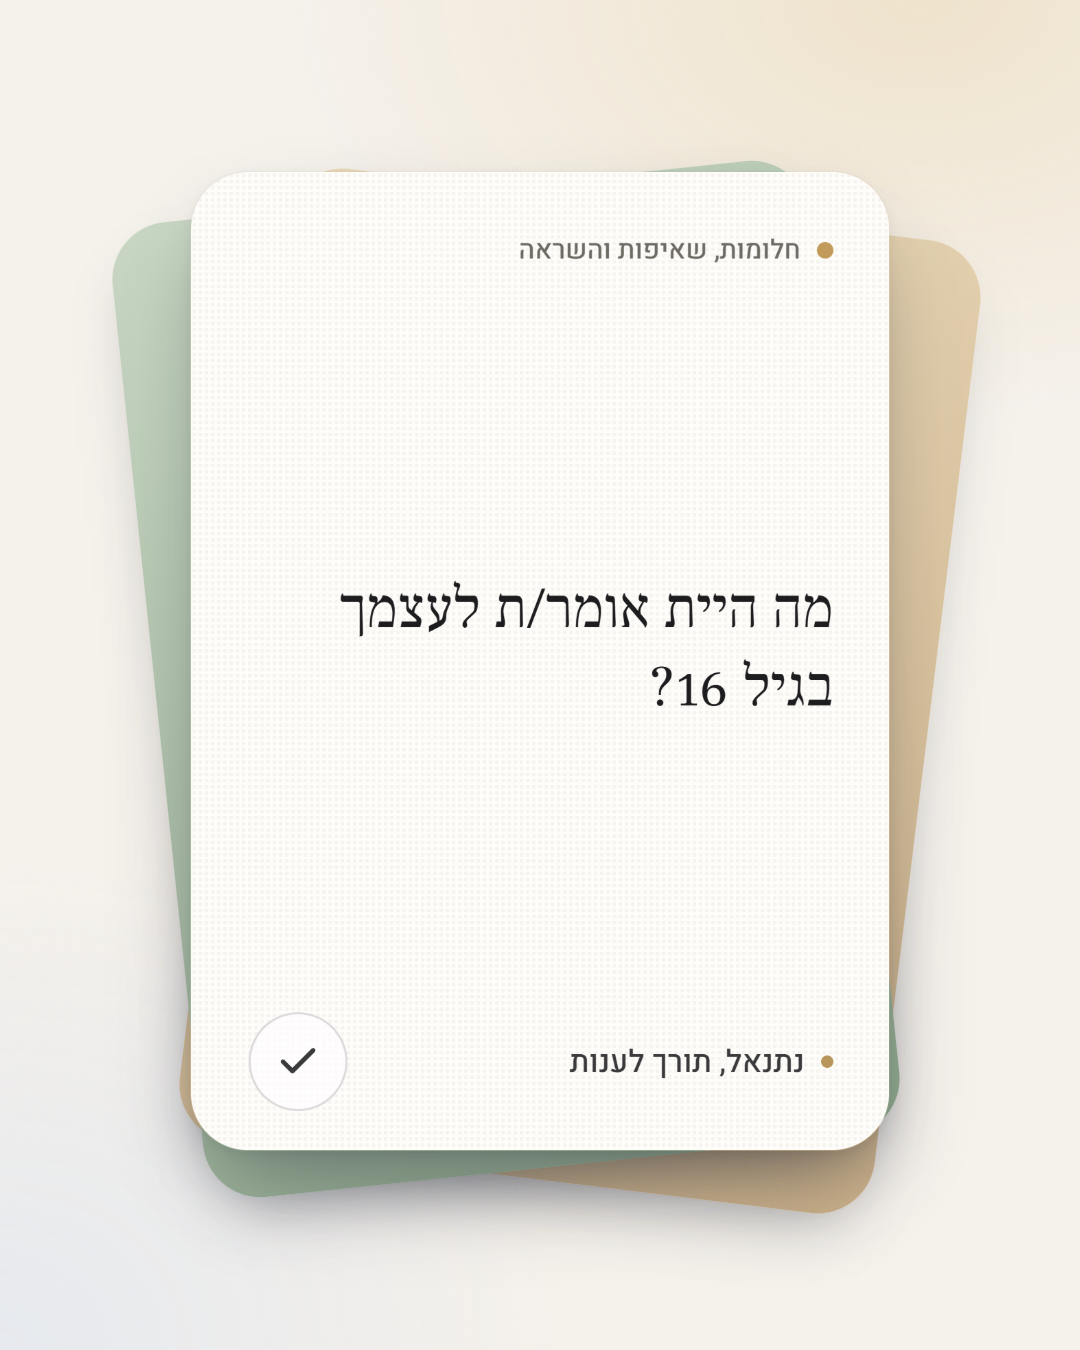 חלומות, שאיפות והשראה
מה היית אומר/ת לעצמך
בגיל 16?
נתנאל, תורך לענות